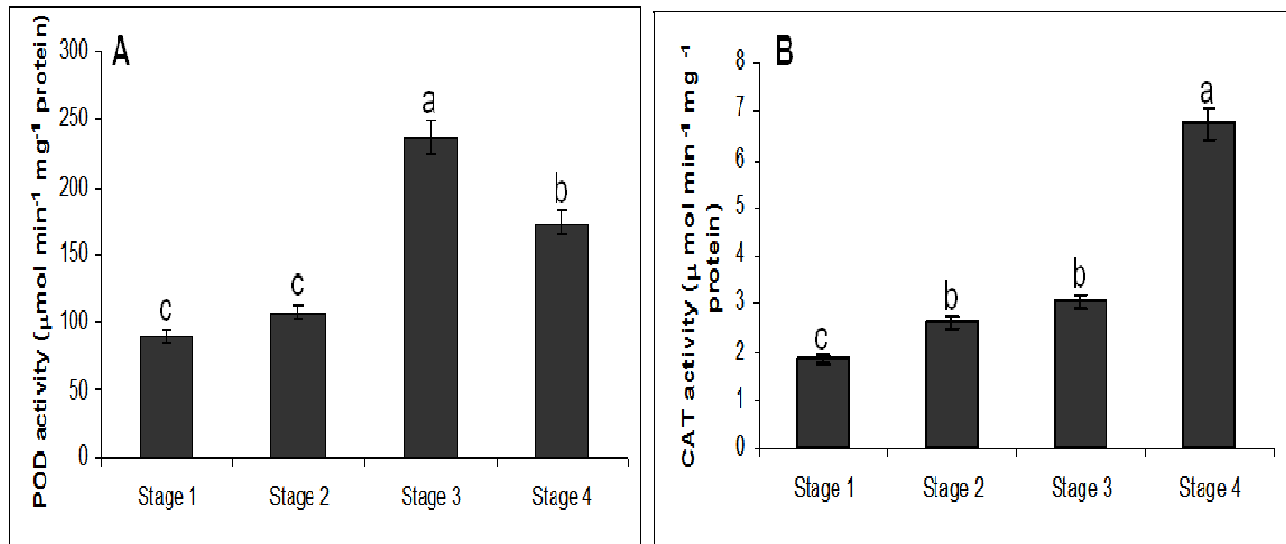 A
POD activity (µmol min⁻¹ mg⁻¹ protein)
300
250
200
150
100
50
0
c
c
a
b
Stage 1
Stage 2
Stage 3
Stage 4
B
CAT activity (µ mol min⁻¹ mg ⁻¹
protein)
8
7
6
5
4
3
2
1
0
c
b
b
a
Stage 1
Stage 2
Stage 3
Stage 4